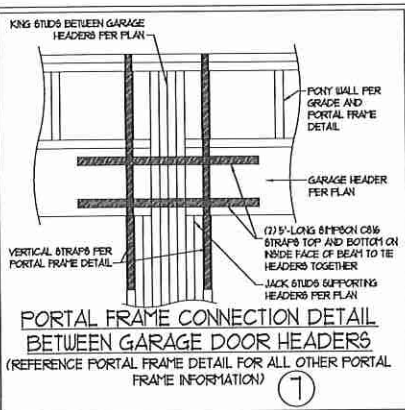 KING STUDS BETWEEN GARAGE
HEADERS PER PLAN
PONY WALL PER
GRADE AND
PORTAL FRAME
DETAIL
GARAGE HEADER
PER PLAN
(2) 5'-LONG SIMPSON CS16
STRAPS TOP AND BOTTOM ON
INSIDE FACE OF BEAM TO TIE
HEADERS TOGETHER
VERTICAL STRAPS PER
PORTAL FRAME DETAIL
JACK STUDS SUPPORTING
HEADERS PER PLAN
PORTAL FRAME CONNECTION DETAIL
BETWEEN GARAGE DOOR HEADERS
(REFERENCE PORTAL FRAME DETAIL FOR ALL OTHER PORTAL
FRAME INFORMATION)
7